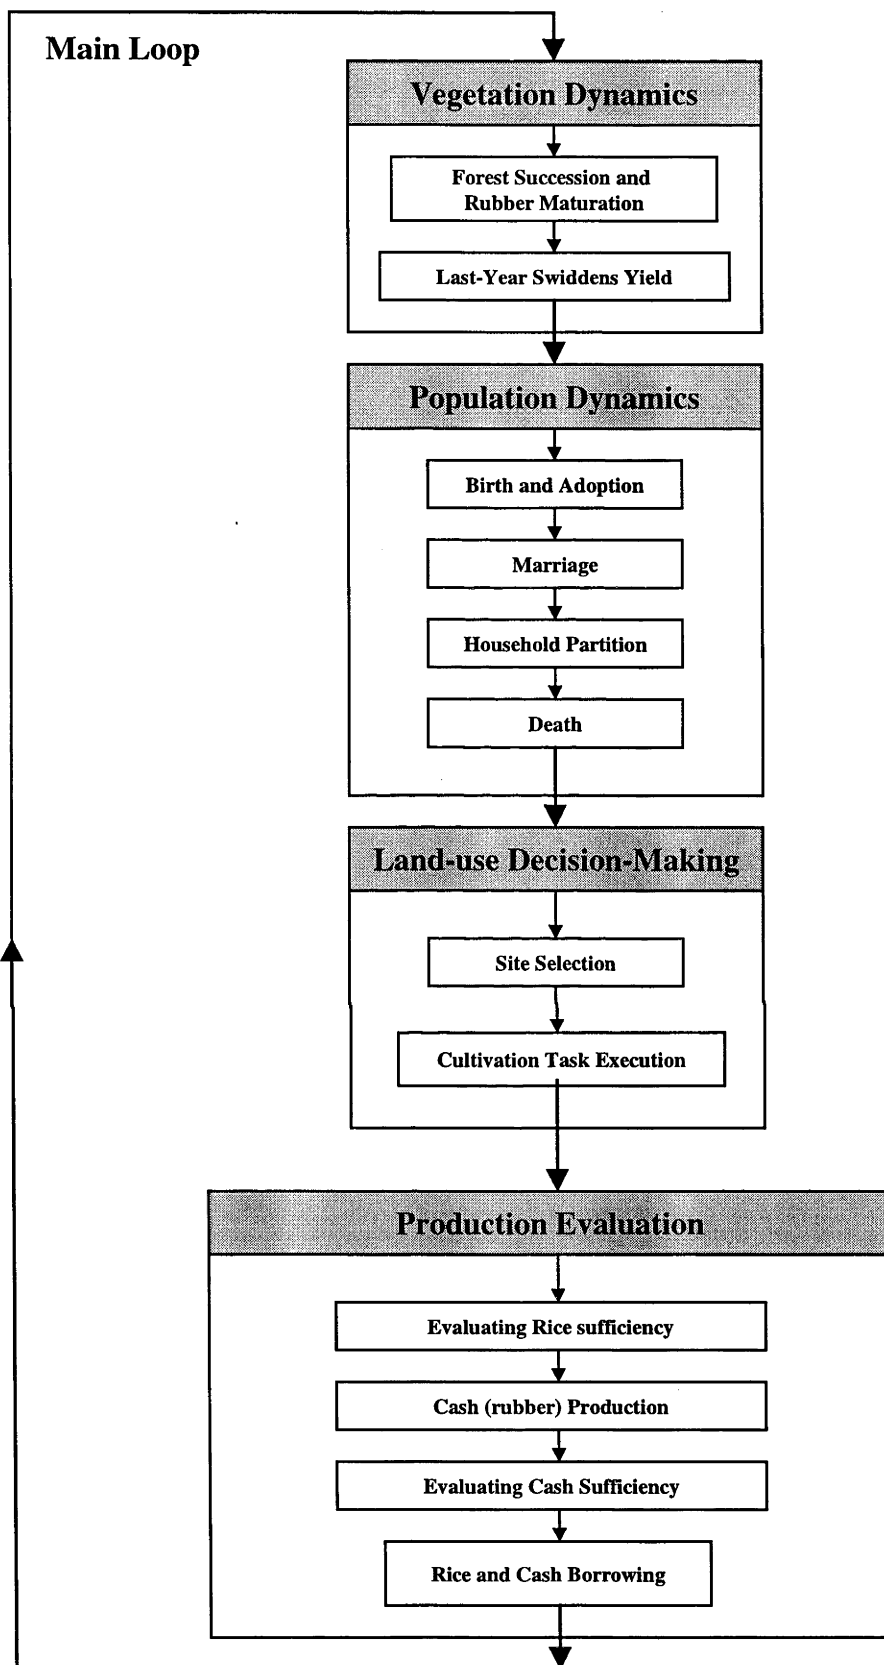 Main Loop
Vegetation Dynamics
Forest Succession and
Rubber Maturation
Last-Year Swiddens Yield
Population Dynamics
Birth and Adoption
Marriage
Household Partition
Death
Land-use Decision-Making
Site Selection
Cultivation Task Execution
Production Evaluation
Evaluating Rice sufficiency
Cash (rubber) Production
Evaluating Cash Sufficiency
Rice and Cash Borrowing